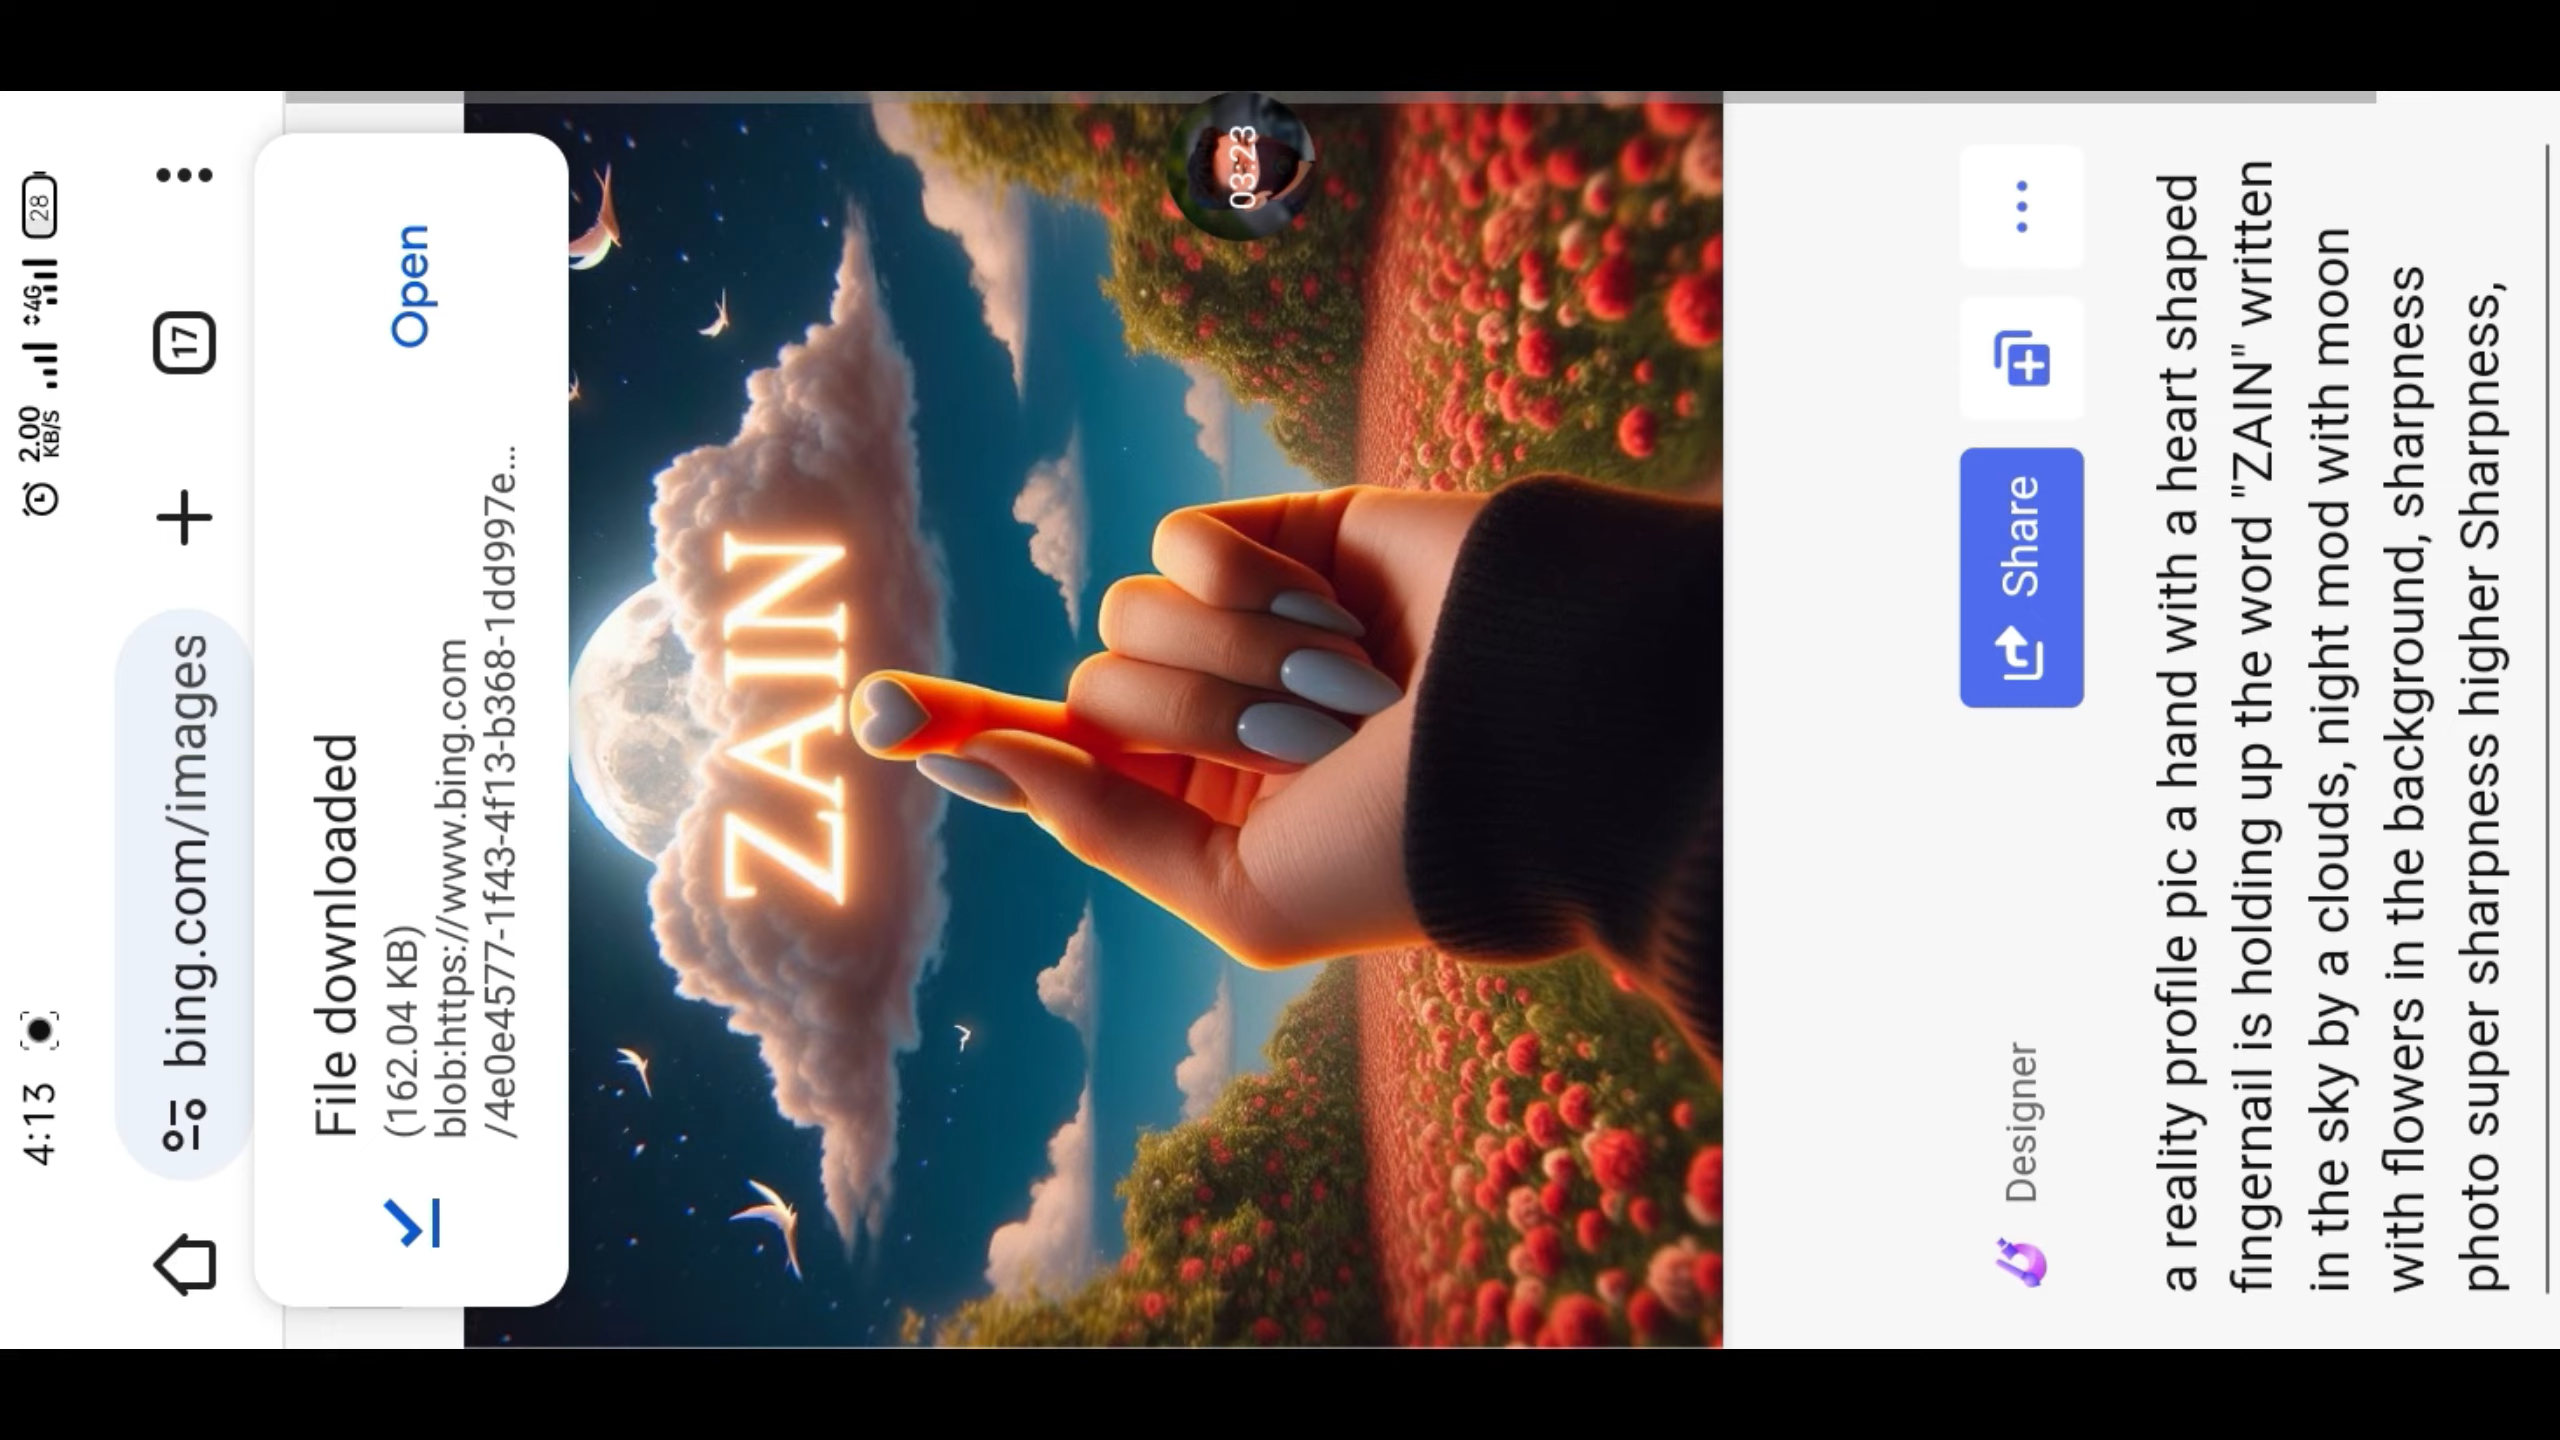 4:13
2.00
KB/s
4G
28
bing.com/images
17
File downloaded
(162.04 KB)
blob:https://www.bing.com
/4e0e4577-1f43-4f13-b368-1dd997e...
Open
ZAIN
03:23
Designer
Share
a reality profile pic a hand with a heart shaped
fingernail is holding up the word "ZAIN" written
in the sky by a clouds, night mod with moon
with flowers in the background, sharpness
photo super sharpness higher Sharpness,